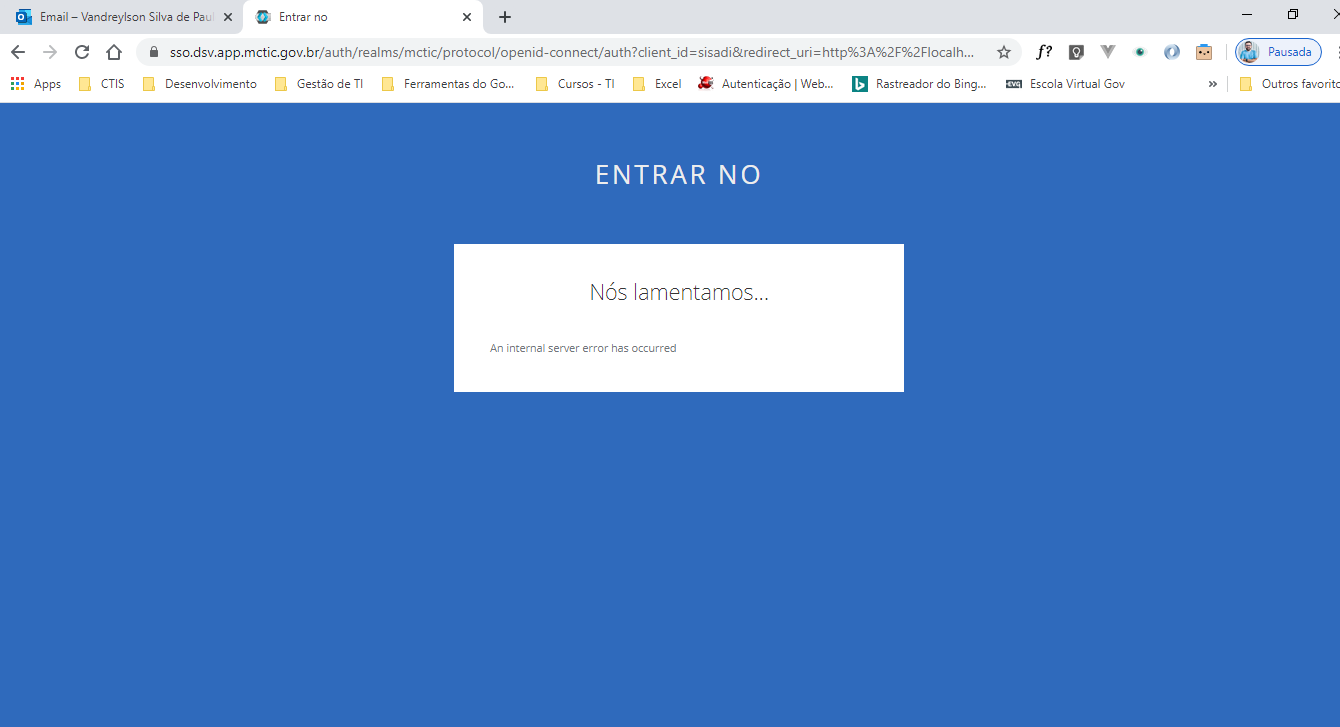 Email – Vandreylson Silva de Paul
Entrar no
sso.dsv.app.mctic.gov.br/auth/realms/mctic/protocol/openid-connect/auth?client_id=sisadi&redirect_uri=http%3A%2F%2Flocalh...
f?
Pausada
Apps
CTIS
Desenvolvimento
Gestão de TI
Ferramentas do Go...
Cursos - TI
Excel
Autenticação | Web...
Rastreador do Bing...
EVG
Escola Virtual Gov
»
Outros favorito
ENTRAR NO
Nós lamentamos...
An internal server error has occurred